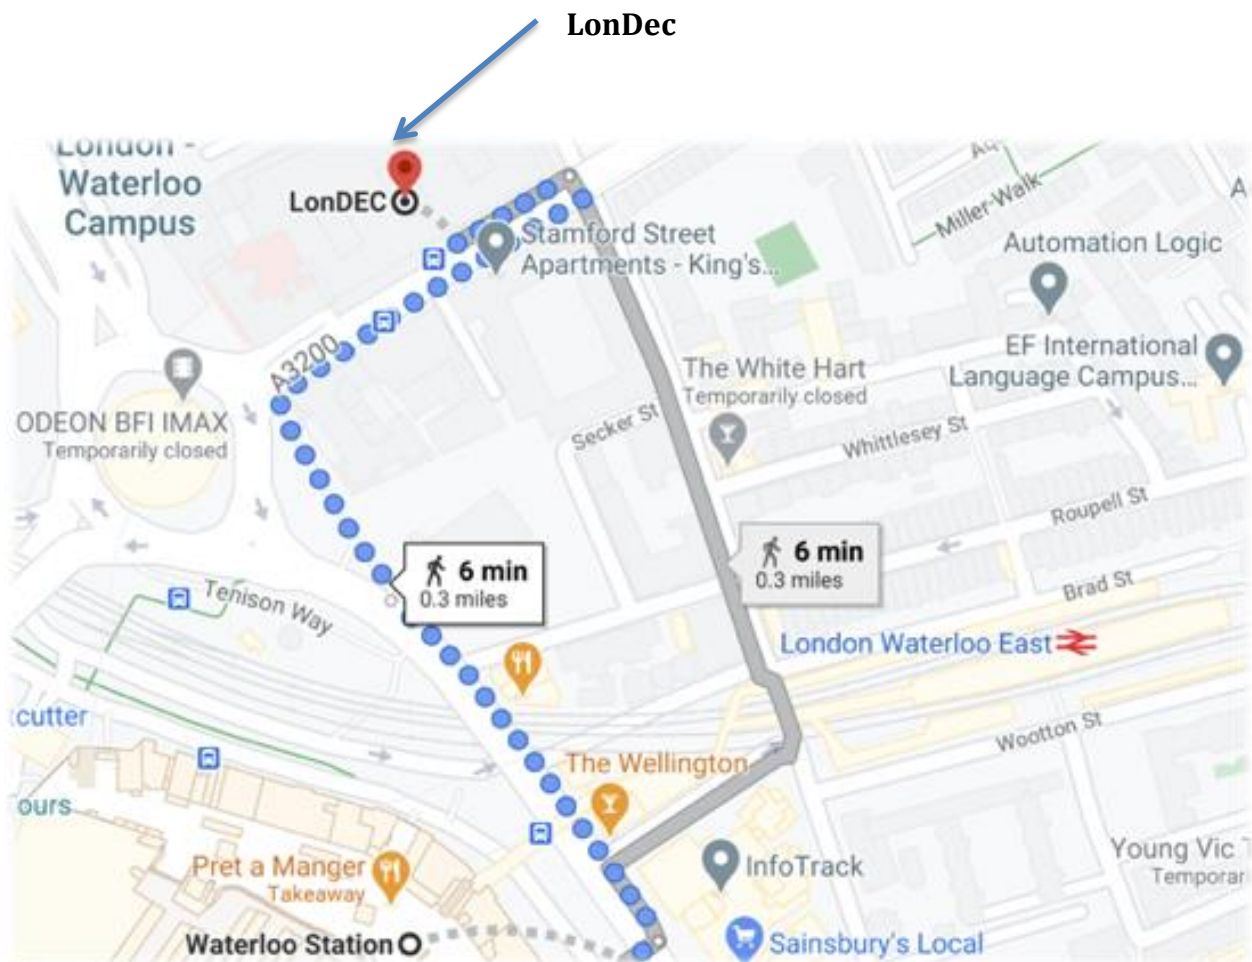 LonDec
London -
Waterloo
Campus
LonDEC
Stamford Street
Apartments - King's...
Miller-Walk
Automation Logic
EF International
Language Campus...
A3200
The White Hart
Temporarily closed
ODEON BFI IMAX
Temporarily closed
Secker St
Whittlesey St
Roupell St
6 min
0.3 miles
6 min
0.3 miles
Brad St
Tenison Way
London Waterloo East
cutter
Wootton St
The Wellington
ours
Pret a Manger
Takeaway
InfoTrack
Young Vic
Waterloo Station
Sainsbury's Local